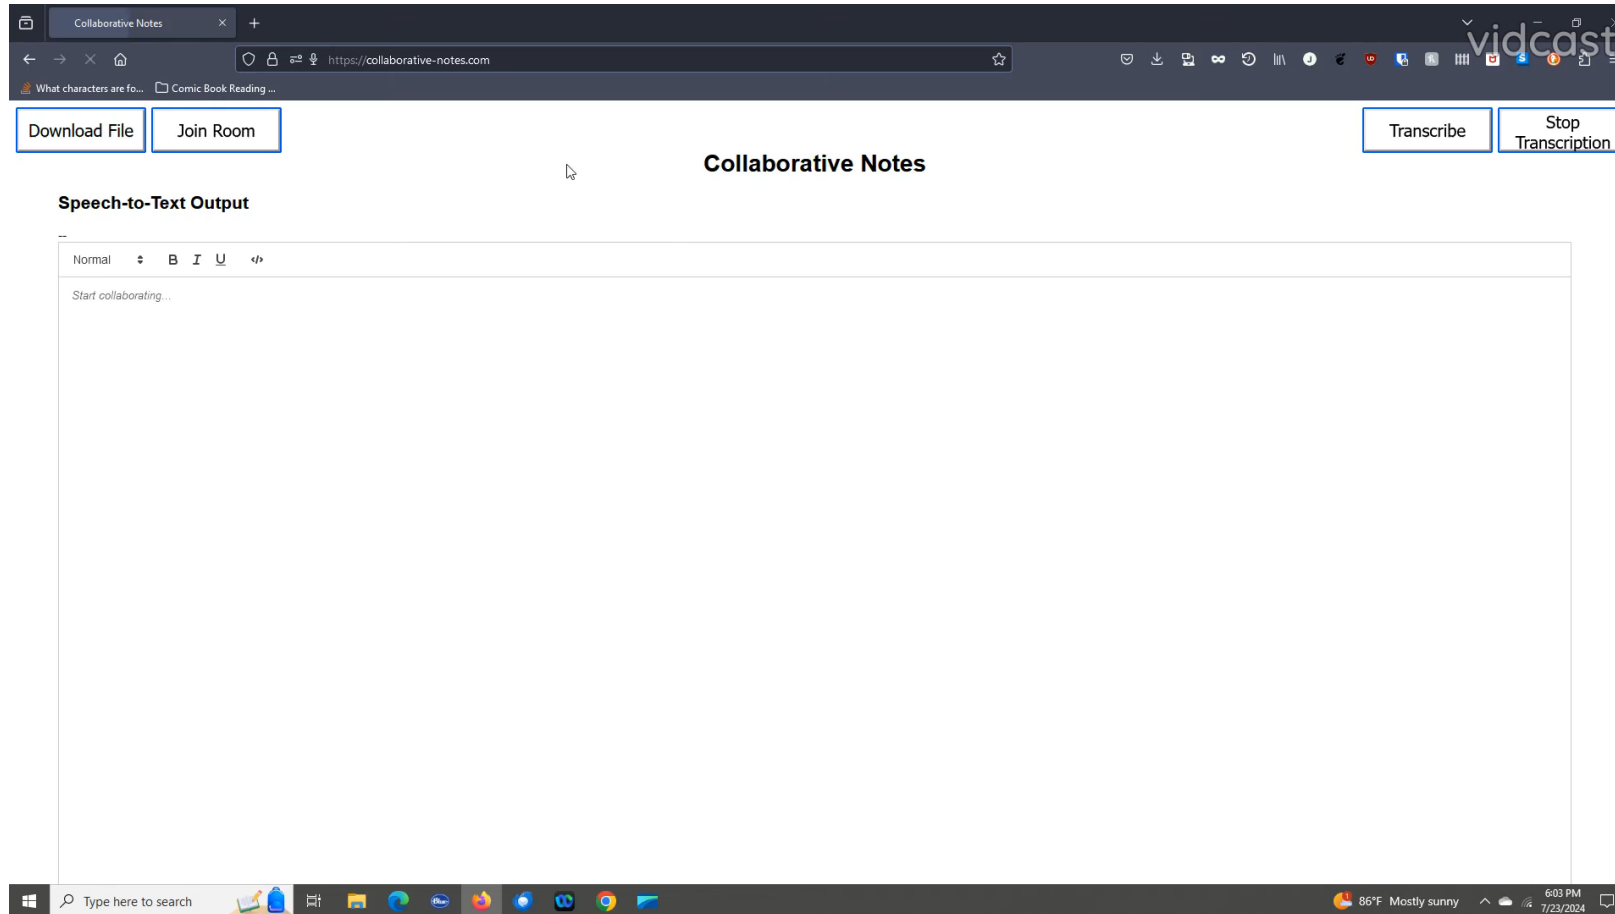 Collaborative Notes
vidcast
https://collaborative-notes.com
What characters are fo...
Comic Book Reading ...
Download File
Join Room
Transcribe
Stop
Transcription
Collaborative Notes
Speech-to-Text Output
--
Normal
B I U </>
Start collaborating...
Type here to search
86°F Mostly sunny
6:03 PM
7/23/2024